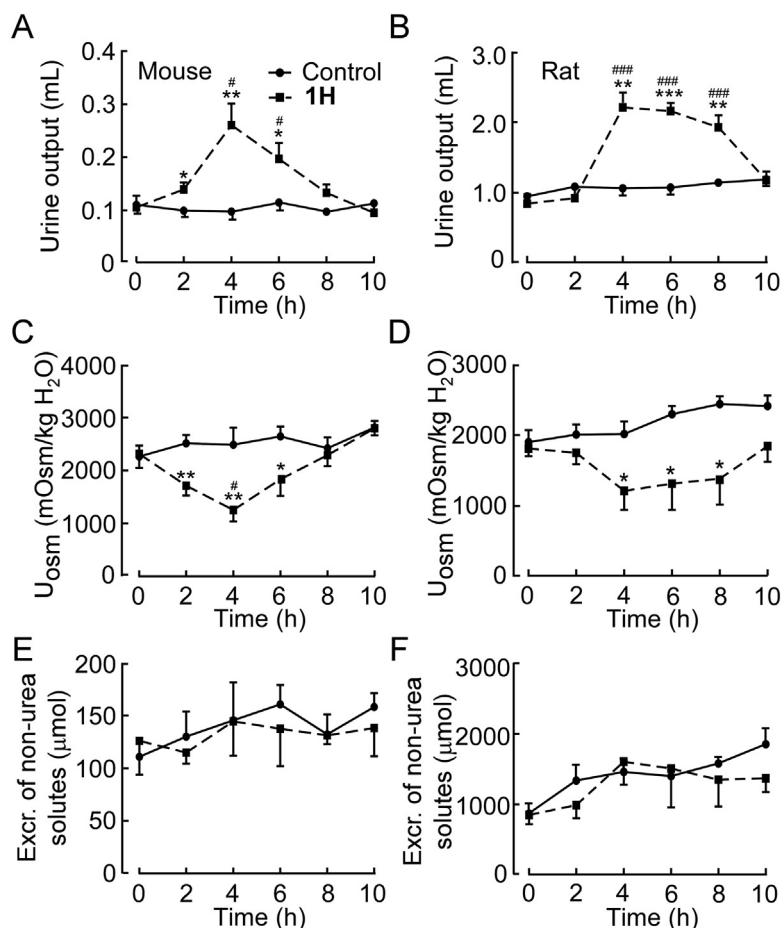 A
Urine output (mL)
0.4
0.3
0.2
0.1
0
Mouse
Control
1H
*
#
**
#
*
0 2 4 6 8 10
Time (h)
B
Urine output (mL)
3.0
2.0
1.0
0
Rat
###
**
###
***
###
**
0 2 4 6 8 10
Time (h)
C
Uosm (mOsm/kg H2O)
4000
3000
2000
1000
0
**
#
**
*
0 2 4 6 8 10
Time (h)
D
Uosm (mOsm/kg H2O)
3000
2000
1000
0
*
*
*
0 2 4 6 8 10
Time (h)
E
Excr. of non-urea
solutes (μmol)
200
150
100
50
0
0 2 4 6 8 10
Time (h)
F
Excr. of non-urea
solutes (μmol)
3000
2000
1000
0
0 2 4 6 8 10
Time (h)